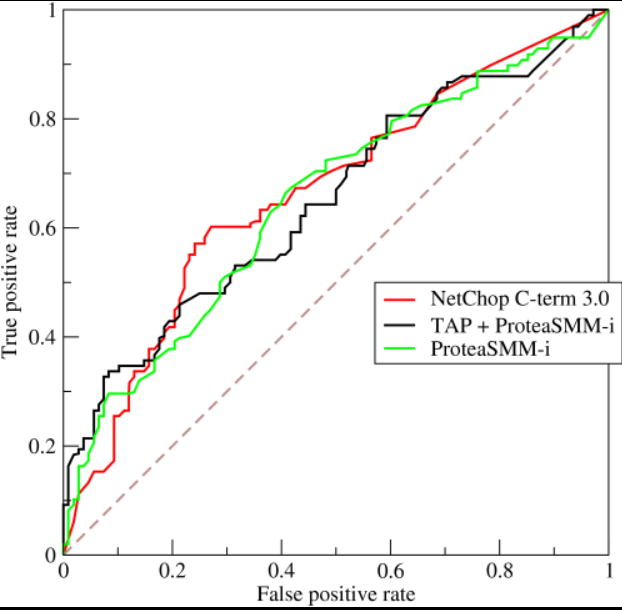 1
0.8
0.6
0.4
0.2
0
True positive rate
NetChop C-term 3.0
TAP + ProteaSMM-i
ProteaSMM-i
0 0.2 0.4 0.6 0.8 1
False positive rate